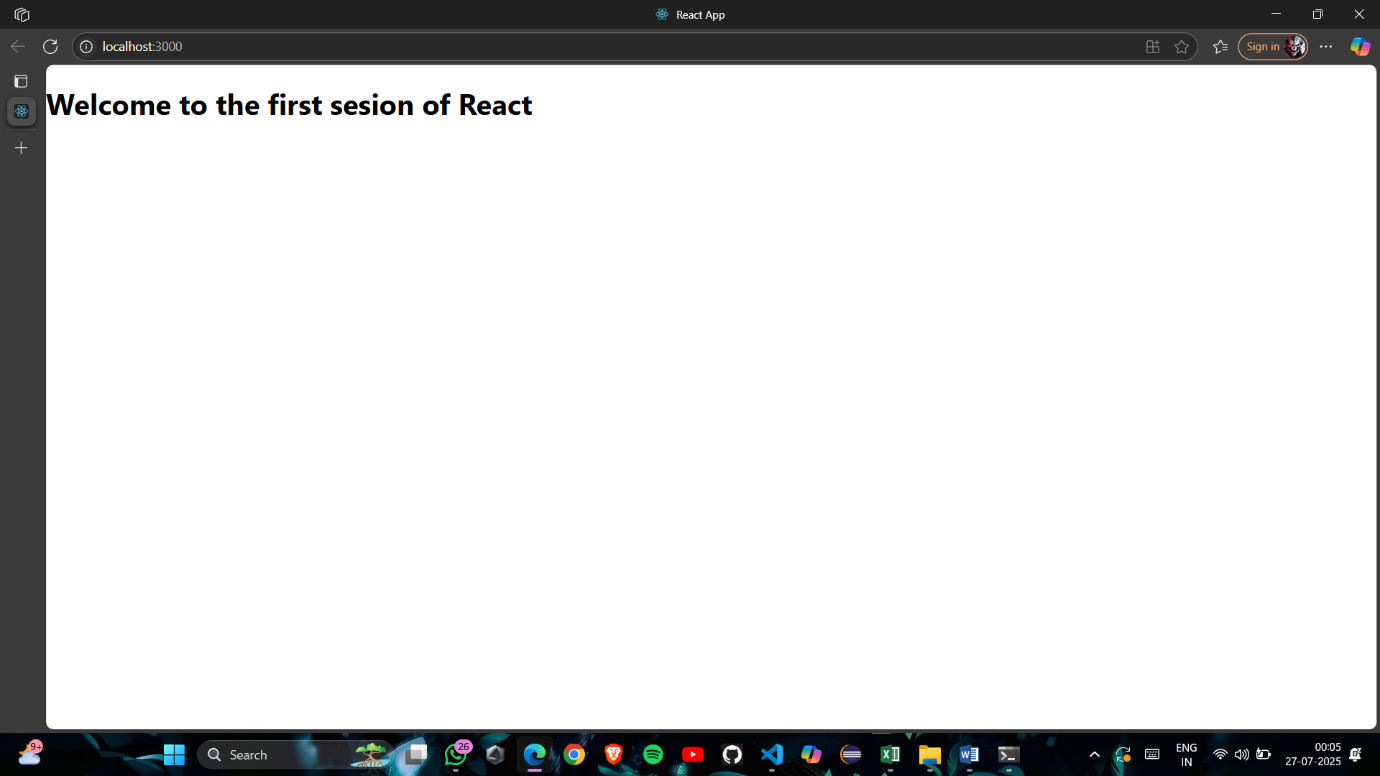 React App
localhost:3000
Sign in
Welcome to the first sesion of React
9+
Search
26
ENG
IN
00:05
27-07-2025